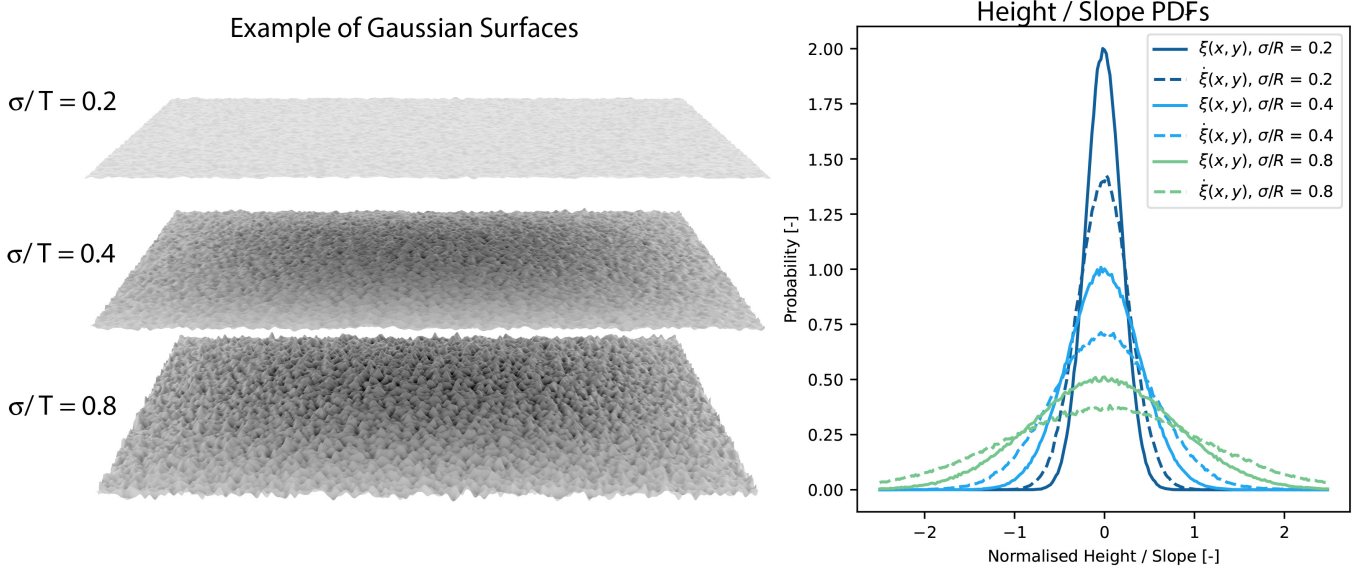 Example of Gaussian Surfaces
σ/ T = 0.2
σ/ T = 0.4
σ/ T = 0.8
Height / Slope PDFs
Probability [-]
2.00
1.75
1.50
1.25
1.00
0.75
0.50
0.25
0.00
−2
−1
0
1
2
Normalised Height / Slope [-]
ξ(x, y), σ/R = 0.2
ξ̇(x, y), σ/R = 0.2
ξ(x, y), σ/R = 0.4
ξ̇(x, y), σ/R = 0.4
ξ(x, y), σ/R = 0.8
ξ̇(x, y), σ/R = 0.8